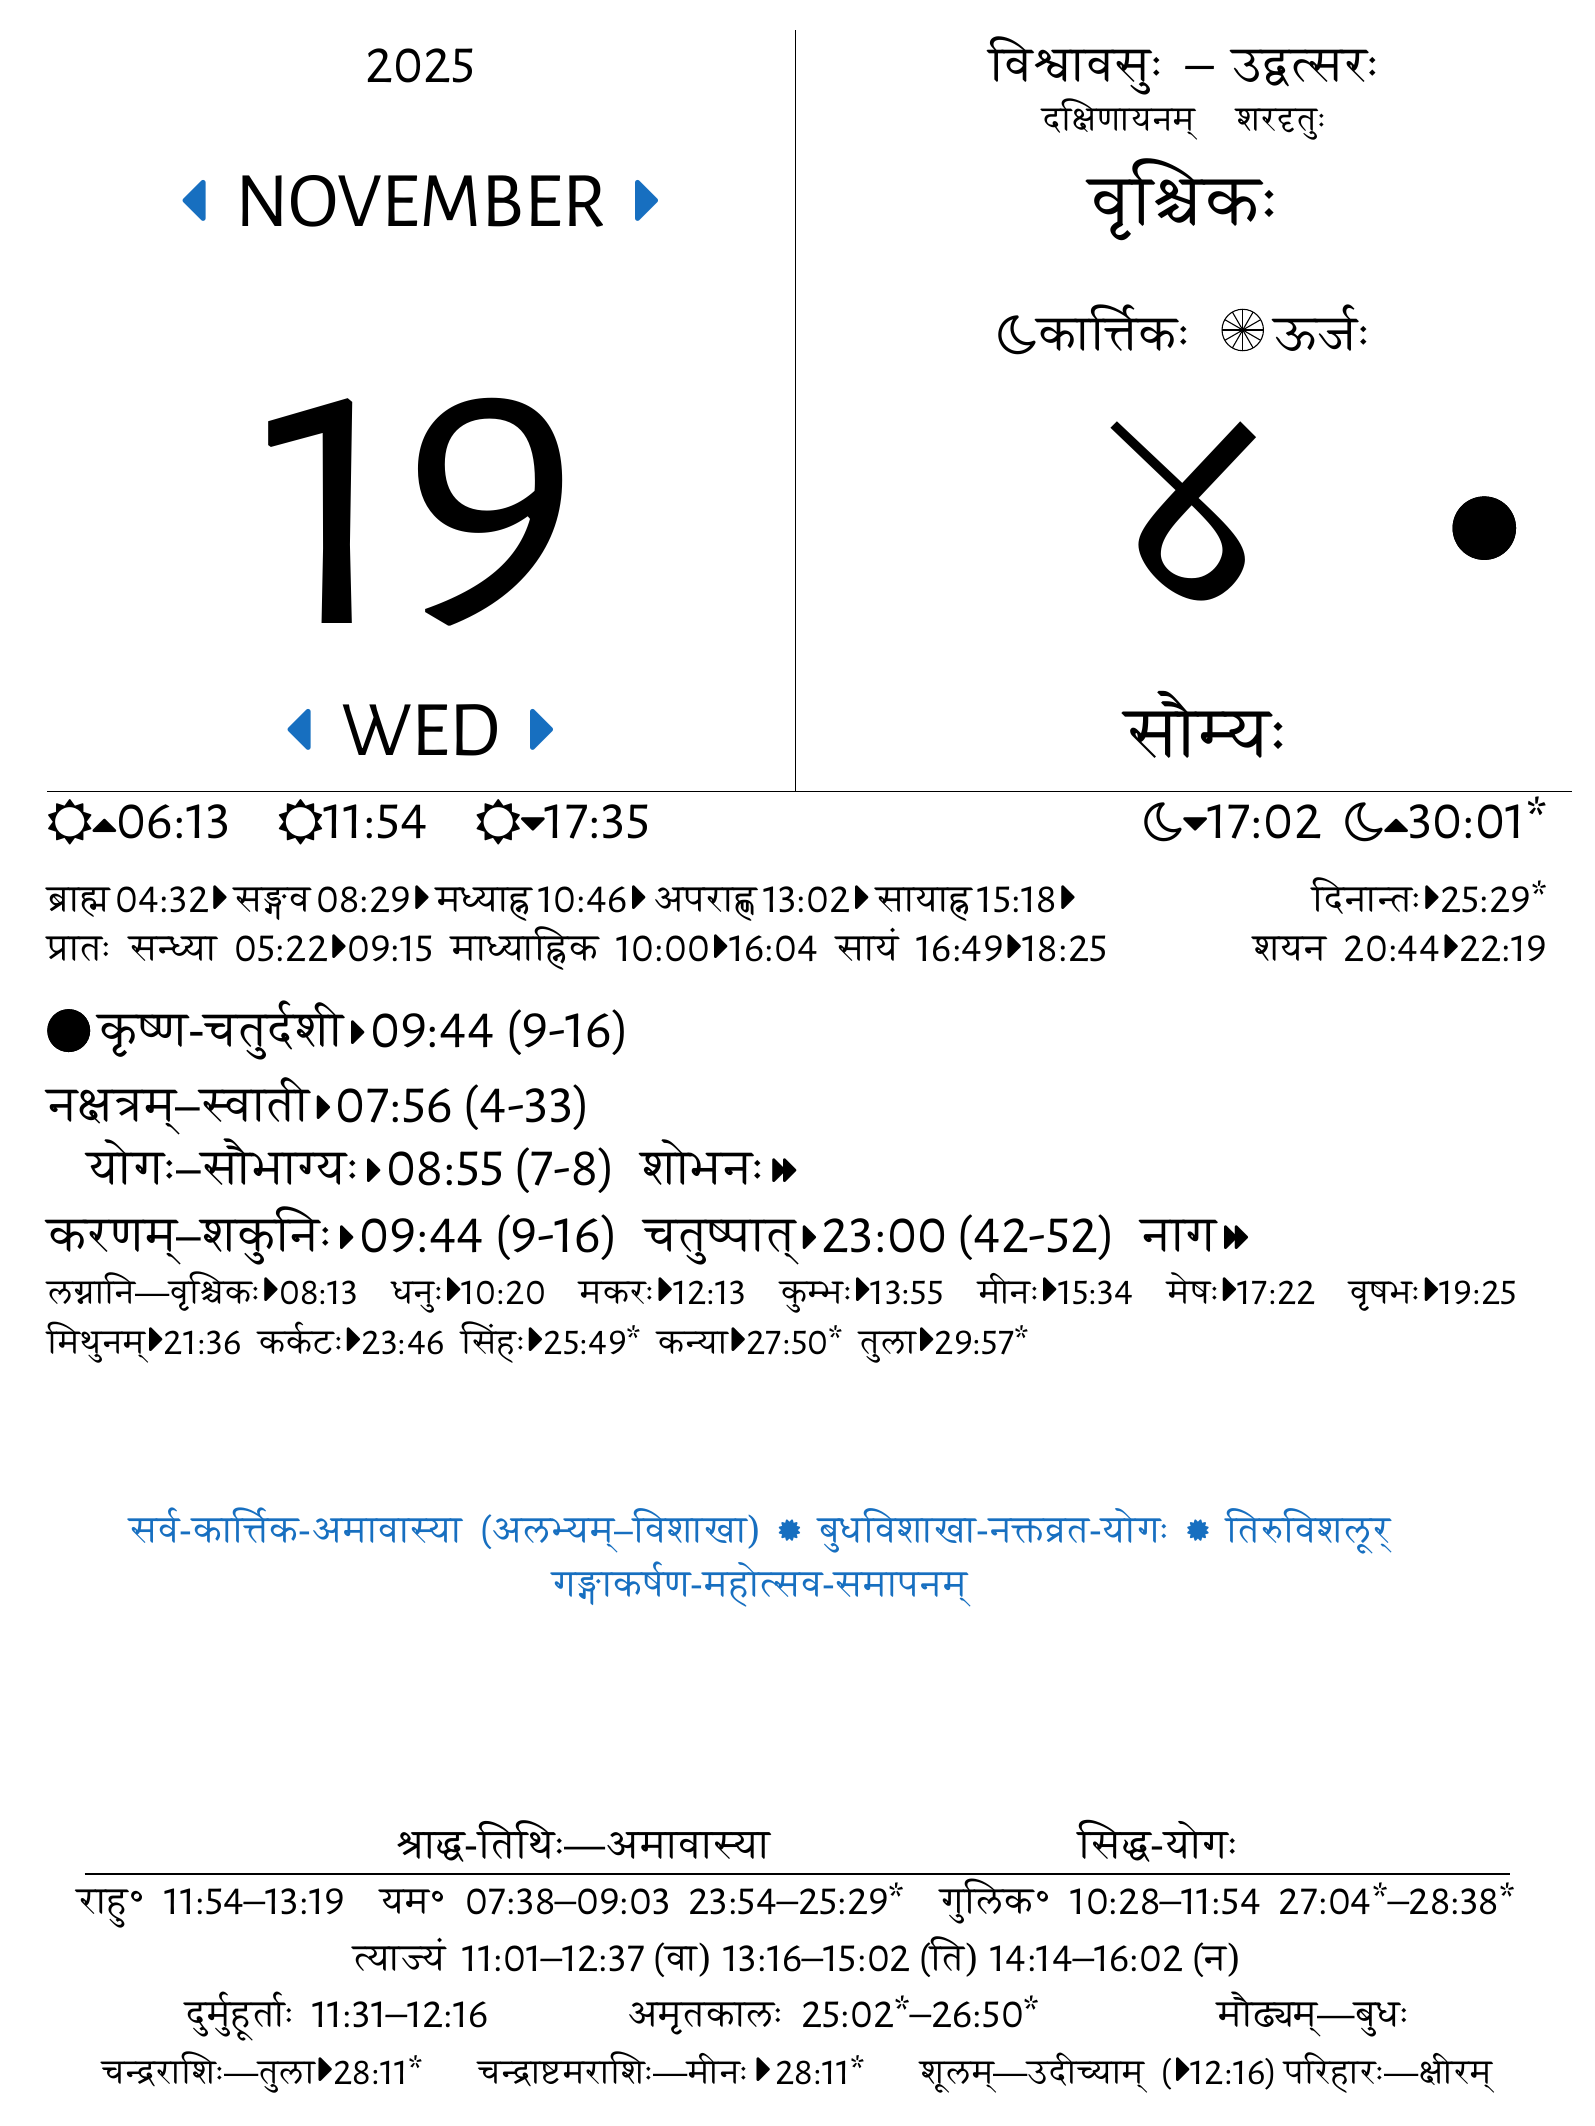 2025
NOVEMBER
19
WED
विश्वावसुः – उद्वत्सरः
दक्षिणायनम् शरदृतुः
वृश्चिकः
कार्त्तिकः ऊर्जः
४
सौम्यः
06:13 11:54 17:35 17:02 30:01*
ब्राह्म 04:32 सङ्गव 08:29 मध्याह्न 10:46 अपराह्ण 13:02 सायाह्न 15:18 दिनान्तः 25:29*
प्रातः सन्ध्या 05:22 09:15 माध्याह्निक 10:00 16:04 सायं 16:49 18:25 शयन 20:44 22:19
कृष्ण-चतुर्दशी 09:44 (9-16)
नक्षत्रम्–स्वाती 07:56 (4-33)
योगः–सौभाग्यः 08:55 (7-8) शोभनः
करणम्–शकुनिः 09:44 (9-16) चतुष्पात् 23:00 (42-52) नाग
लग्नानि—वृश्चिकः 08:13 धनुः 10:20 मकरः 12:13 कुम्भः 13:55 मीनः 15:34 मेषः 17:22 वृषभः 19:25
मिथुनम् 21:36 कर्कटः 23:46 सिंहः 25:49* कन्या 27:50* तुला 29:57*
सर्व-कार्त्तिक-अमावास्या (अलभ्यम्–विशाखा) ✹ बुधविशाखा-नक्तव्रत-योगः ✹ तिरुविशलूर्
गङ्गाकर्षण-महोत्सव-समापनम्
श्राद्ध-तिथिः—अमावास्या सिद्ध-योगः
राहु॰ 11:54–13:19 यम॰ 07:38–09:03 23:54–25:29* गुलिक॰ 10:28–11:54 27:04*–28:38*
त्याज्यं 11:01–12:37 (वा) 13:16–15:02 (ति) 14:14–16:02 (न)
दुर्मुहूर्ताः 11:31–12:16 अमृतकालः 25:02*–26:50* मौढ्यम्—बुधः
चन्द्रराशिः—तुला 28:11* चन्द्राष्टमराशिः—मीनः 28:11* शूलम्—उदीच्याम् (12:16) परिहारः—क्षीरम्